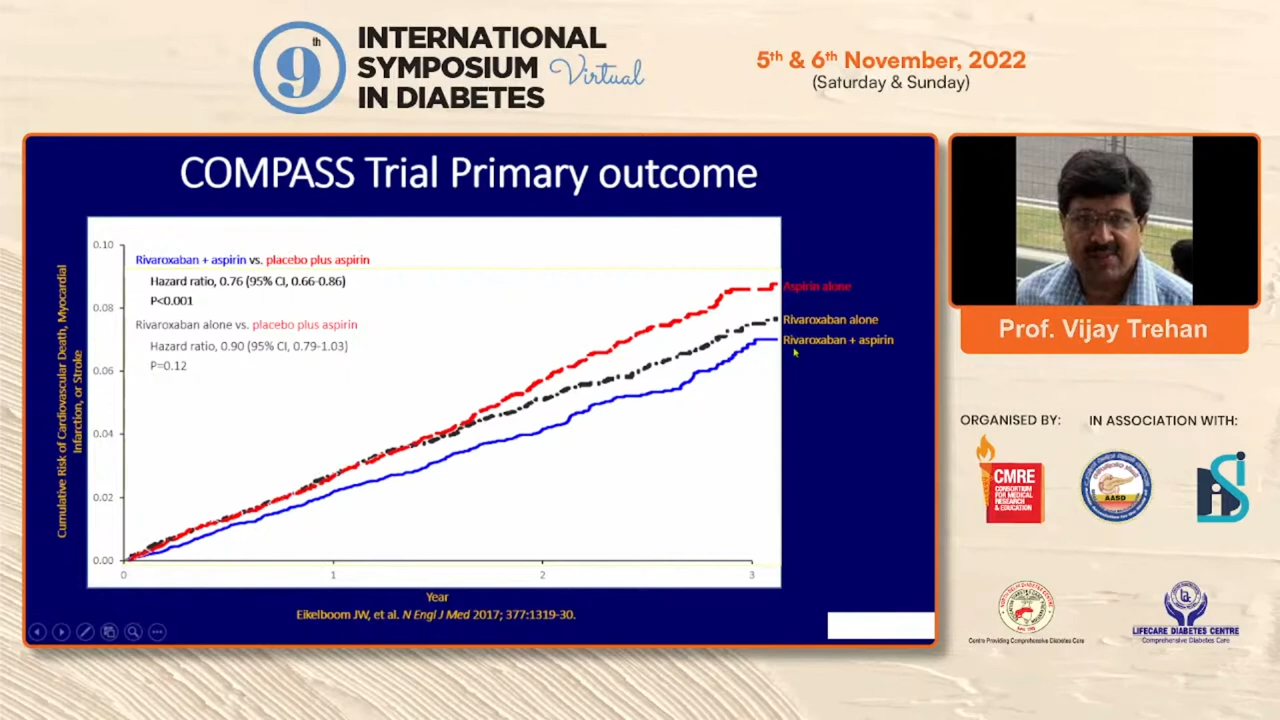 9th
INTERNATIONAL
SYMPOSIUM Virtual
IN DIABETES
5th & 6th November, 2022
(Saturday & Sunday)
COMPASS Trial Primary outcome
Cumulative Risk of Cardiovascular Death, Myocardial
Infarction, or Stroke
0.10
0.08
0.06
0.04
0.02
0.00
Rivaroxaban + aspirin vs. placebo plus aspirin
Hazard ratio, 0.76 (95% CI, 0.66-0.86)
P<0.001
Rivaroxaban alone vs. placebo plus aspirin
Hazard ratio, 0.90 (95% CI, 0.79-1.03)
P=0.12
Aspirin alone
Rivaroxaban alone
Rivaroxaban + aspirin
0 1 2 3
Year
Eikelboom JW, et al. N Engl J Med 2017; 377:1319-30.
Prof. Vijay Trehan
ORGANISED BY:
IN ASSOCIATION WITH:
CMRE
CONSORTIUM
FOR MEDICAL
RESEARCH
& EDUCATION
AASD
Centre Providing Comprehensive Diabetes Care
LIFECARE DIABETES CENTRE
Comprehensive Diabetes Care